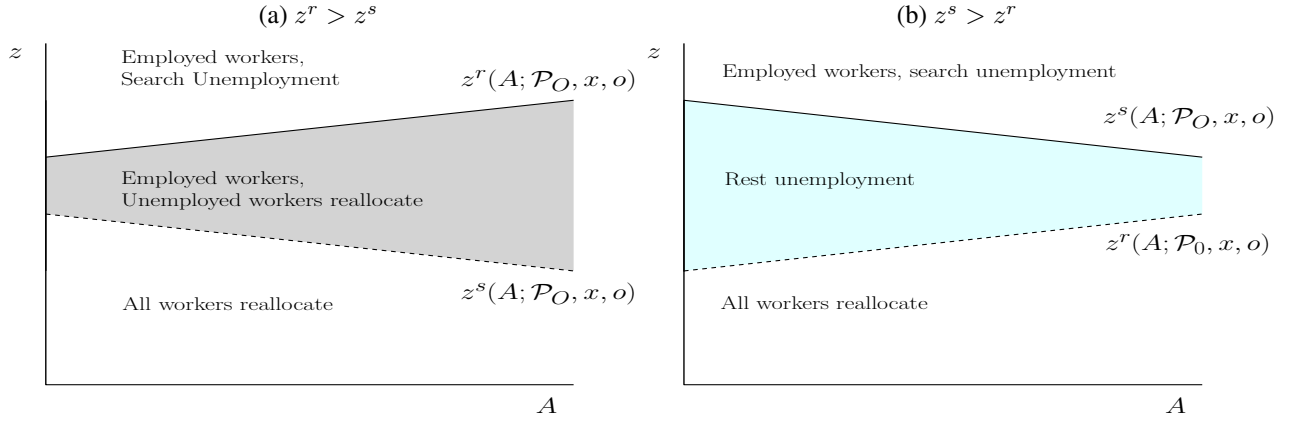 (a) z^r > z^s
z
Employed workers,
Search Unemployment
z^r(A; P_O, x, o)
Employed workers,
Unemployed workers reallocate
z^s(A; P_O, x, o)
All workers reallocate
A
(b) z^s > z^r
z
Employed workers, search unemployment
z^s(A; P_O, x, o)
Rest unemployment
z^r(A; P_0, x, o)
All workers reallocate
A